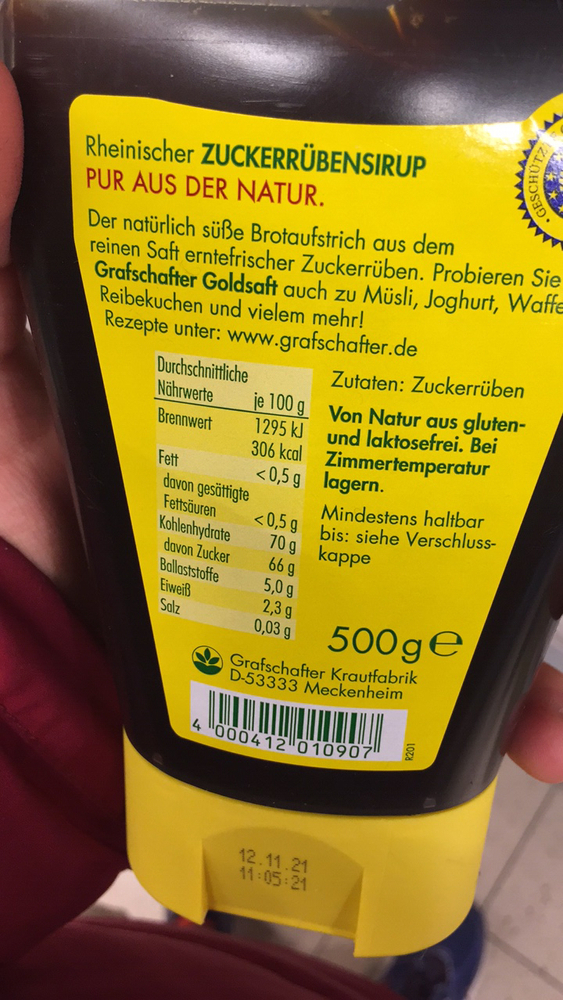 Rheinischer ZUCKERRÜBENSIRUP
PUR AUS DER NATUR.
Der natürlich süße Brotaufstrich aus dem
reinen Saft erntefrischer Zuckerrüben. Probieren Sie
Grafschafter Goldsaft auch zu Müsli, Joghurt, Waffe
Reibekuchen und vielem mehr!
Rezepte unter: www.grafschafter.de
GESCHÜTZ
Durchschnittliche
Nährwerte je 100 g
Brennwert 1295 kJ
306 kcal
Fett <0,5 g
davon gesättigte
Fettsäuren <0,5 g
Kohlenhydrate 70 g
davon Zucker 66 g
Ballaststoffe 5,0 g
Eiweiß 2,3 g
Salz 0,03 g
Zutaten: Zuckerrüben
Von Natur aus gluten-
und laktosefrei. Bei
Zimmertemperatur
lagern.
Mindestens haltbar
bis: siehe Verschluss-
kappe
500g e
Grafschafter Krautfabrik
D-53333 Meckenheim
4 000412 010907
R201
12.11.21
11:05:21